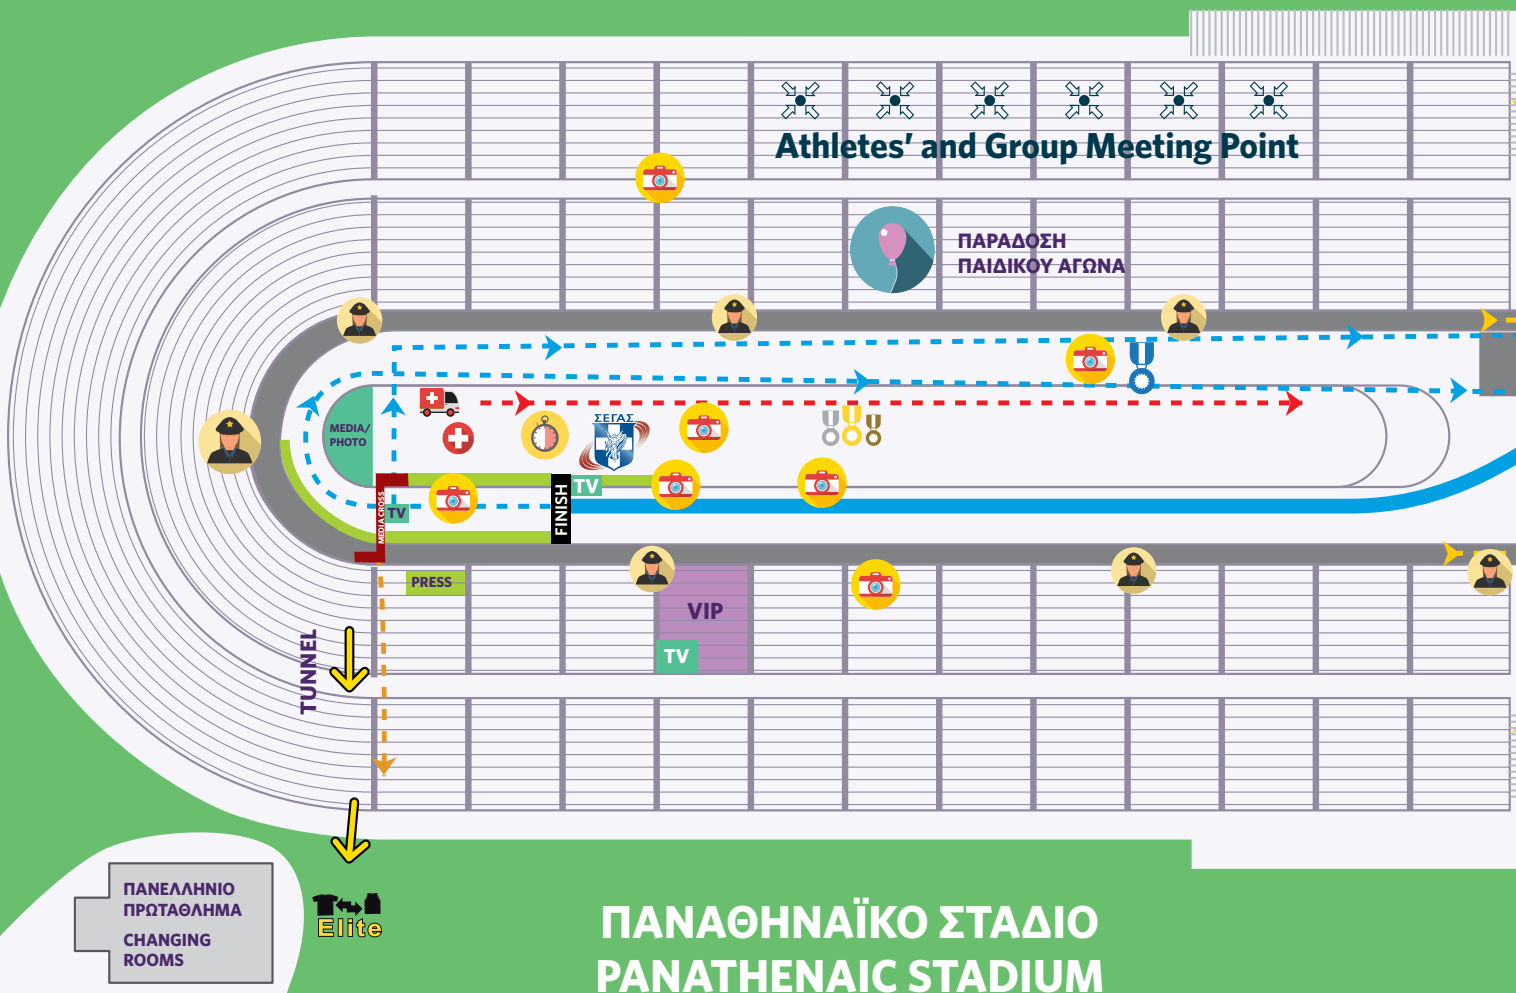 Athletes' and Group Meeting Point
ΠΑΡΑΔΟΣΗ
ΠΑΙΔΙΚΟΥ ΑΓΩΝΑ
MEDIA/
PHOTO
ΣΕΓΑΣ
TV
FINISH
MEDIA CROSS
TV
PRESS
VIP
TV
TUNNEL
ΠΑΝΕΛΛΗΝΙΟ
ΠΡΩΤΑΘΛΗΜΑ
CHANGING
ROOMS
Elite
ΠΑΝΑΘΗΝΑΪΚΟ ΣΤΑΔΙΟ
PANATHENAIC STADIUM